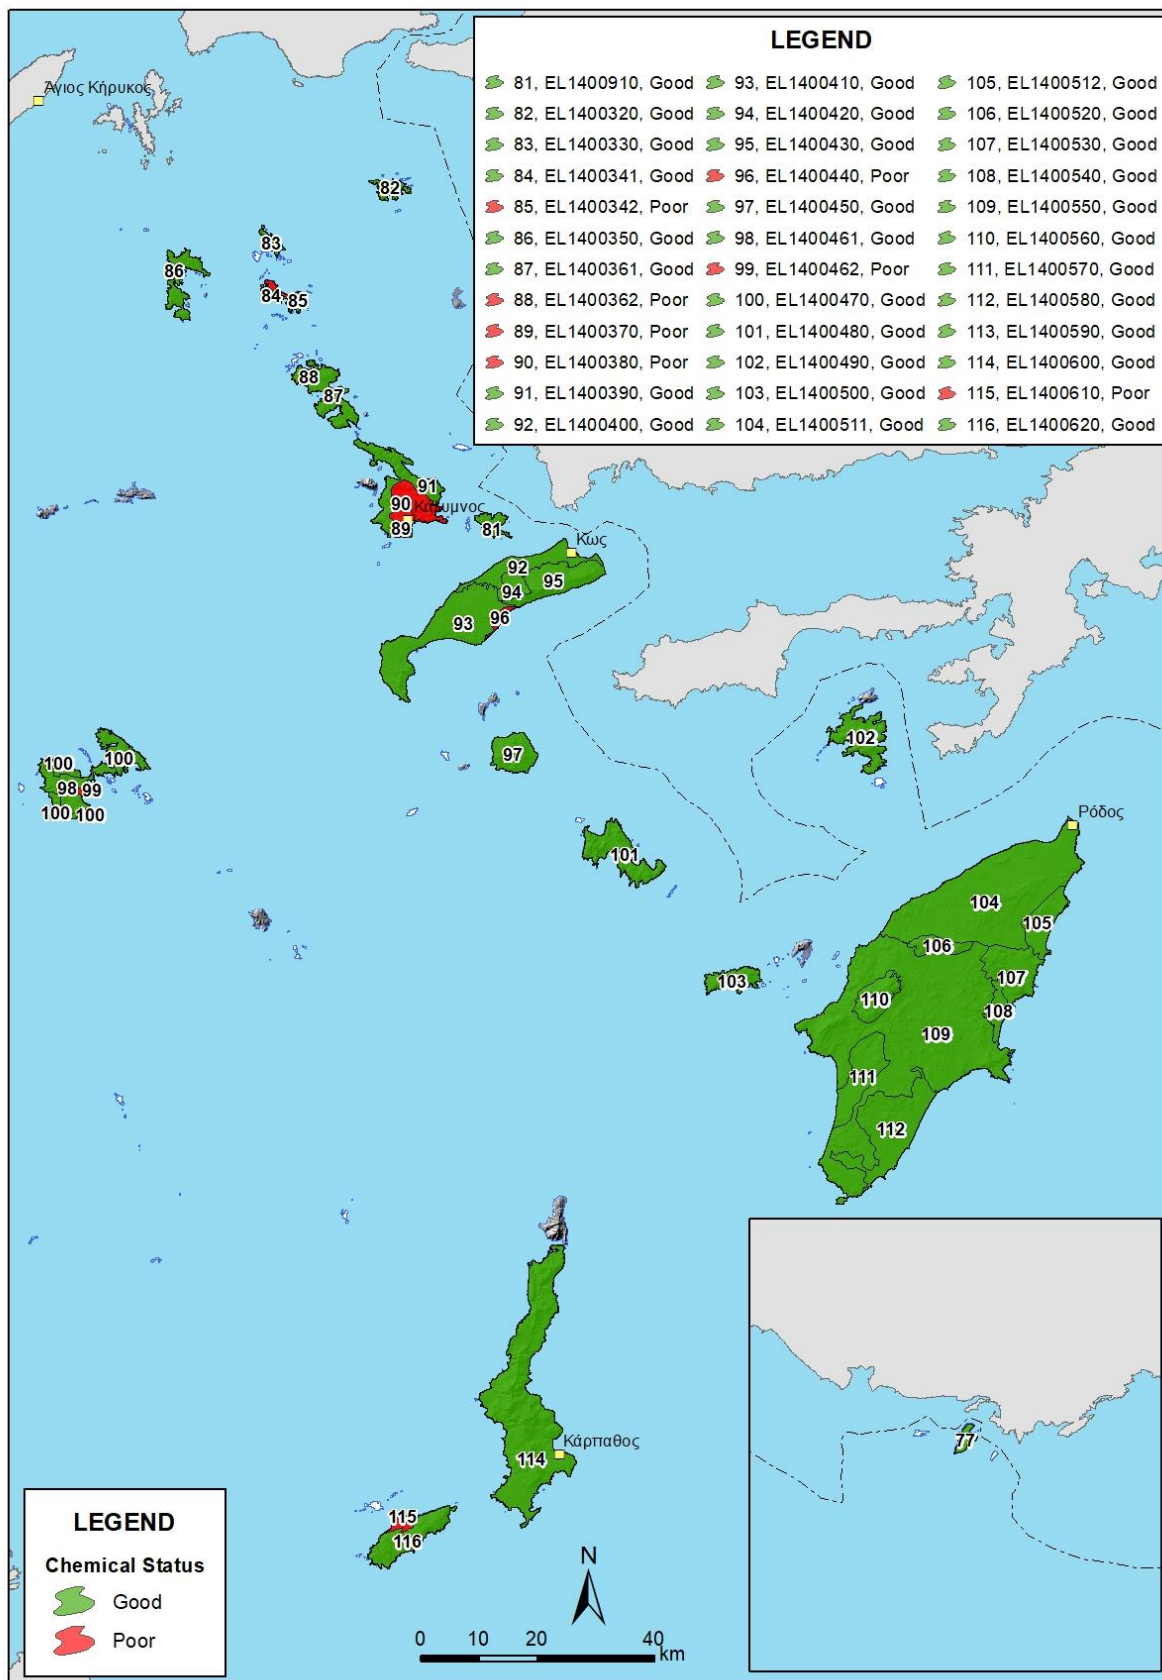 LEGEND
81, EL1400910, Good
82, EL1400320, Good
83, EL1400330, Good
84, EL1400341, Good
85, EL1400342, Poor
86, EL1400350, Good
87, EL1400361, Good
88, EL1400362, Poor
89, EL1400370, Poor
90, EL1400380, Poor
91, EL1400390, Good
92, EL1400400, Good
93, EL1400410, Good
94, EL1400420, Good
95, EL1400430, Good
96, EL1400440, Poor
97, EL1400450, Good
98, EL1400461, Good
99, EL1400462, Poor
100, EL1400470, Good
101, EL1400480, Good
102, EL1400490, Good
103, EL1400500, Good
104, EL1400511, Good
105, EL1400512, Good
106, EL1400520, Good
107, EL1400530, Good
108, EL1400540, Good
109, EL1400550, Good
110, EL1400560, Good
111, EL1400570, Good
112, EL1400580, Good
113, EL1400590, Good
114, EL1400600, Good
115, EL1400610, Poor
116, EL1400620, Good
Άγιος Κήρυκος
82
83
86
84
85
88
87
91
90
Κάλυμνος
89
81
Κως
92
95
94
96
93
97
102
100
100
98
99
100
100
101
Ρόδος
104
105
106
103
107
110
108
109
111
112
114
Κάρπαθος
115
116
77
LEGEND
Chemical Status
Good
Poor
N
0 10 20 40
km